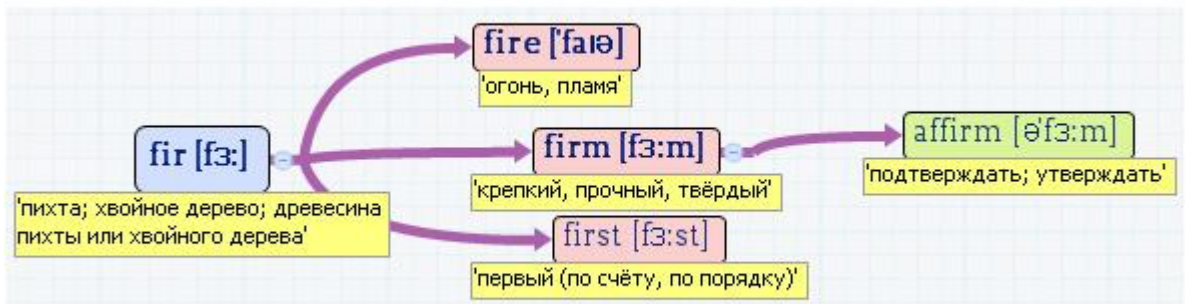 fire ['faıə]
'огонь, пламя'
fir [fɜ:]
'пихта; хвойное дерево; древесина
пихты или хвойного дерева'
firm [fɜ:m]
'крепкий, прочный, твёрдый'
affirm [ə'fɜ:m]
'подтверждать; утверждать'
first [fɜ:st]
'первый (по счёту, по порядку)'